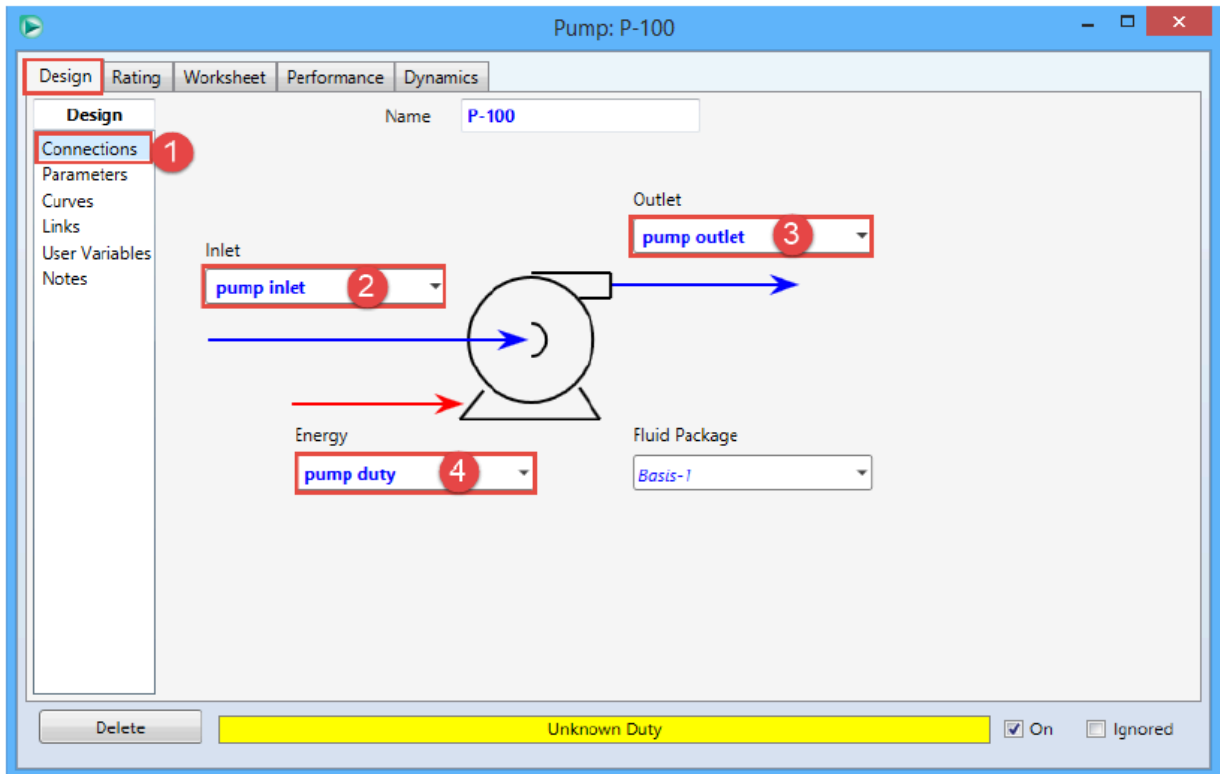 Pump: P-100
Design Rating Worksheet Performance Dynamics
Design
Name P-100
Connections 1
Parameters
Curves
Links
User Variables
Notes
Outlet
pump outlet 3
Inlet
pump inlet 2
Energy
pump duty 4
Fluid Package
Basis-1
Delete Unknown Duty On Ignored